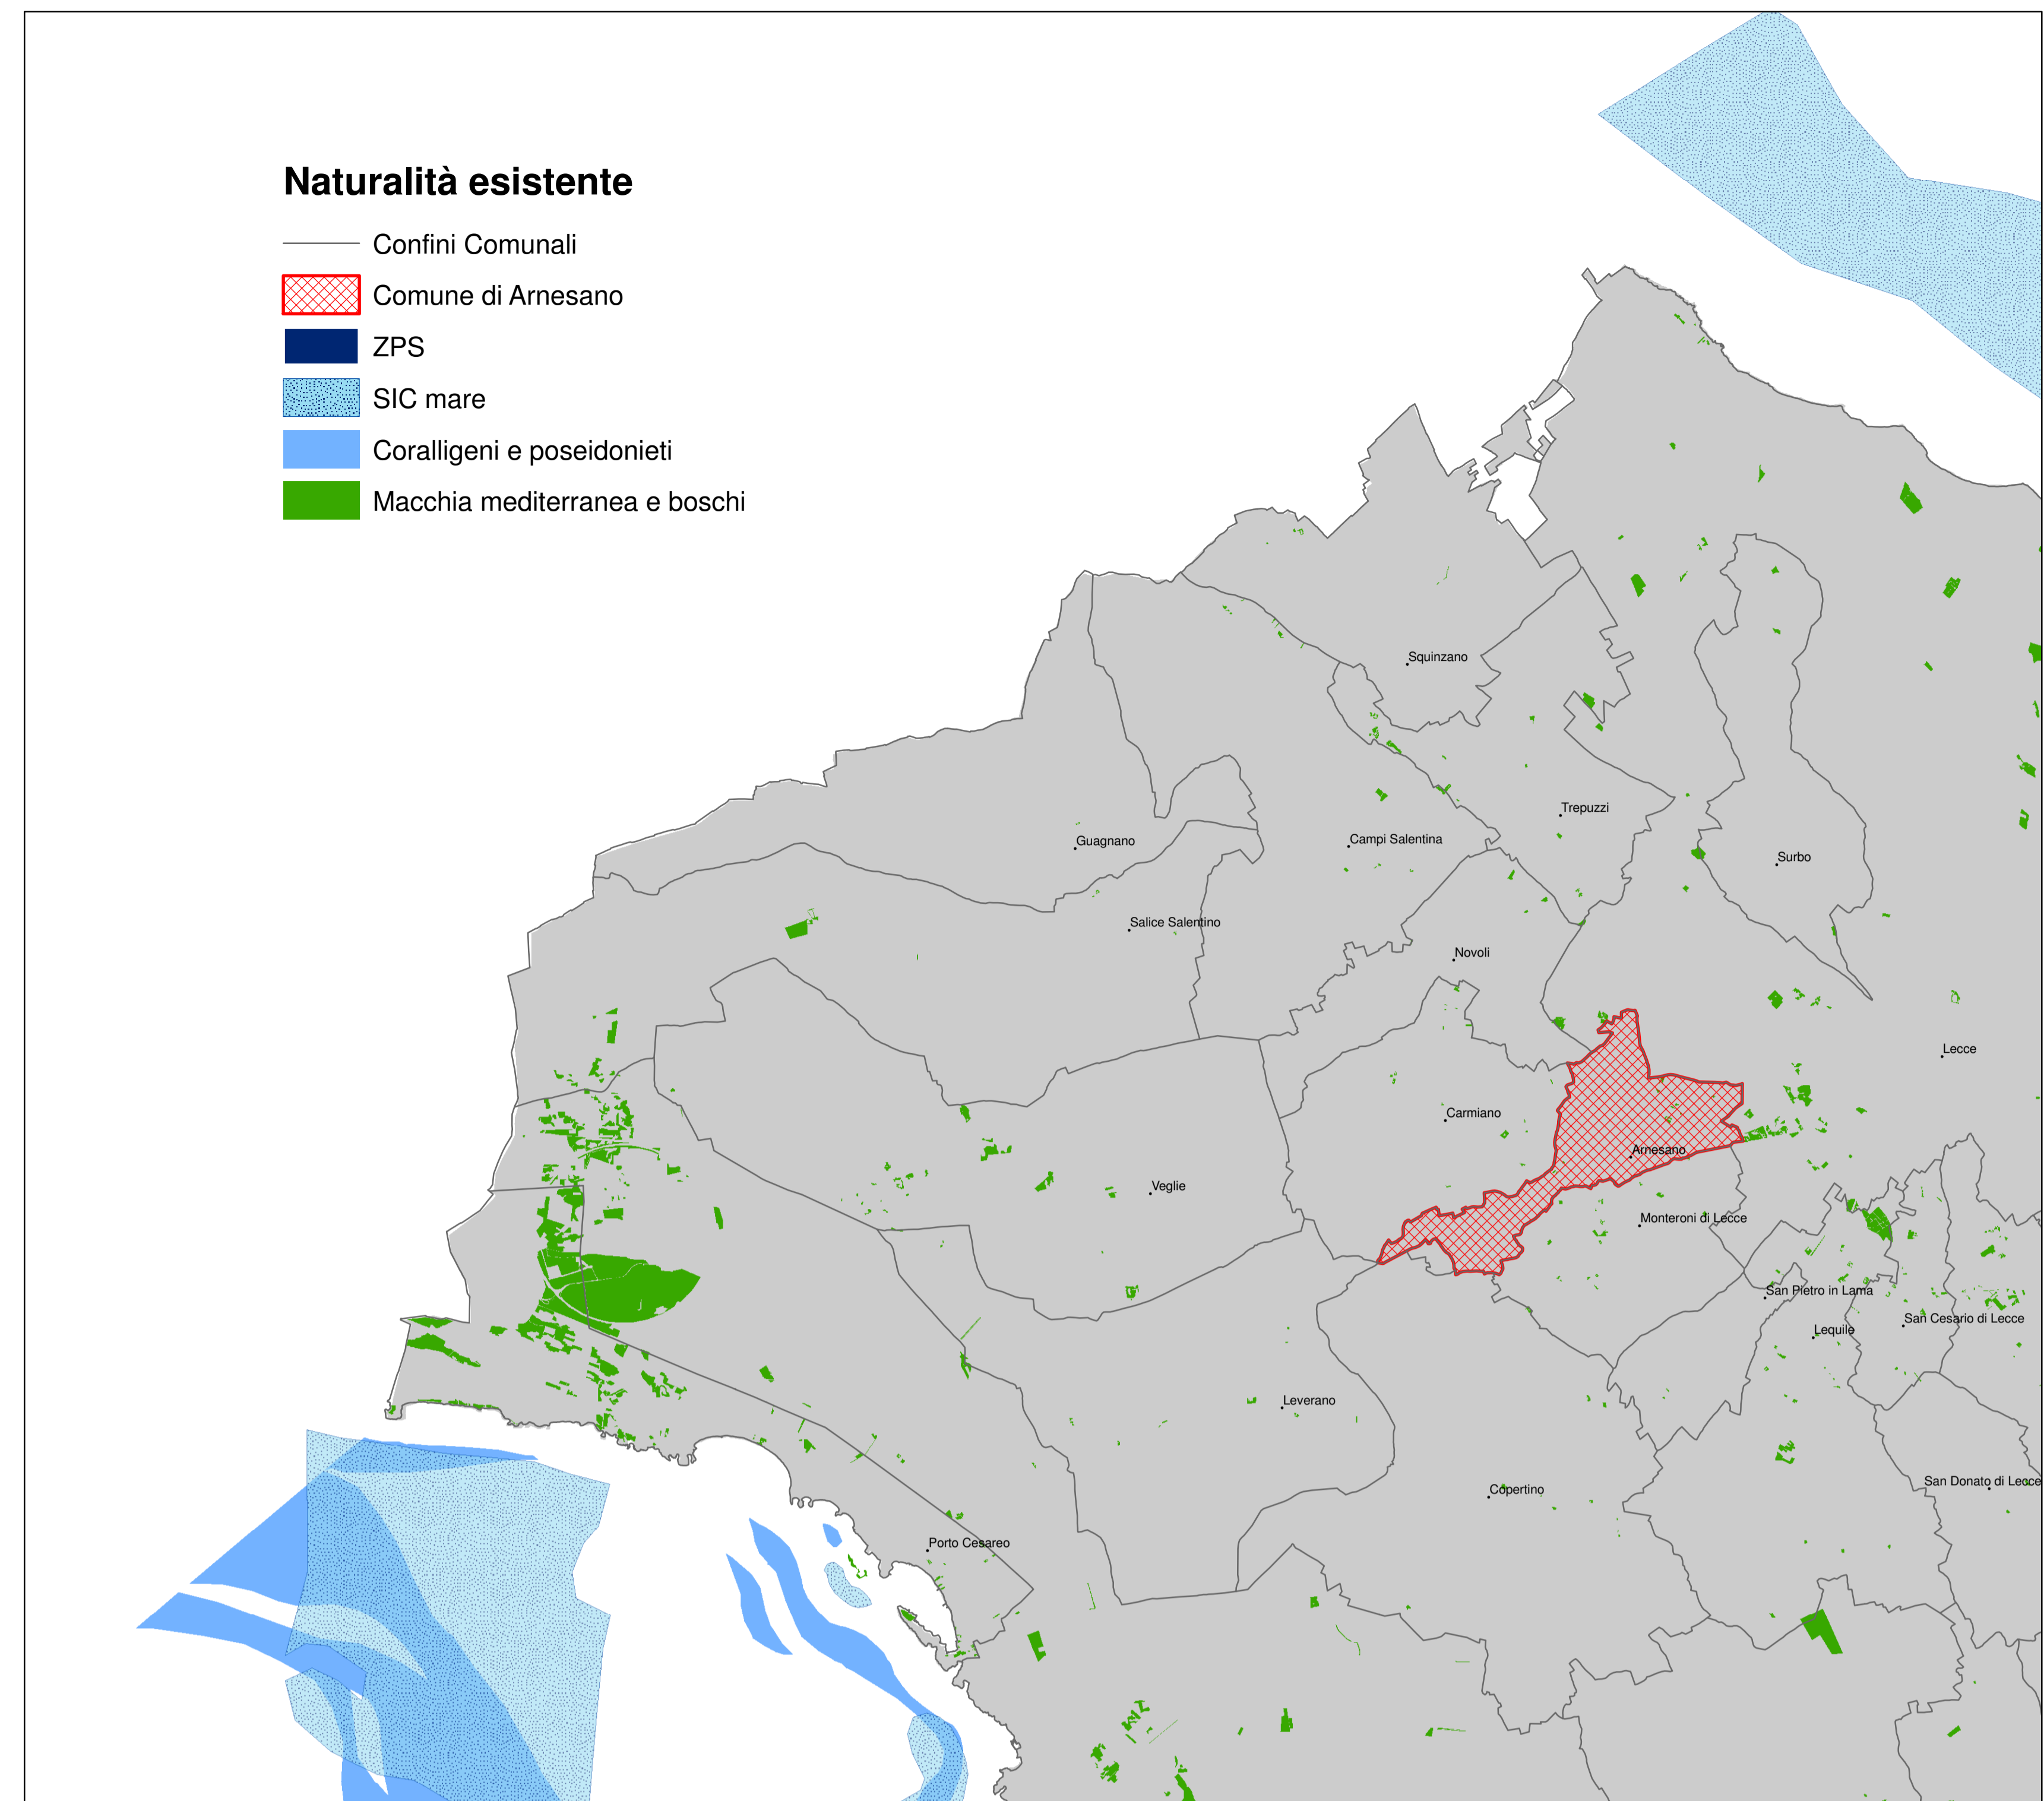 Naturalità esistente
Confini Comunali
Comune di Arnesano
ZPS
SIC mare
Coralligeni e poseidonieti
Macchia mediterranea e boschi
Squinzano
Trepuzzi
Guagnano
Campi Salentina
Surbo
Salice Salentino
Novoli
Lecce
Carmiano
Arnesano
Veglie
Monteroni di Lecce
San Pietro in Lama
San Cesario di Lecce
Lequile
Leverano
San Donato di Lecce
Copertino
Porto Cesareo